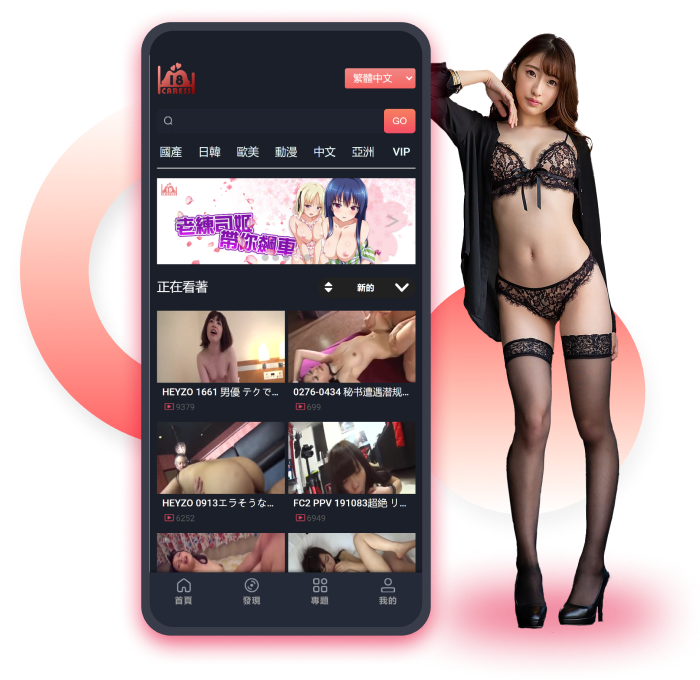 18
繁體中文
GO
國產 日韓 歐美 動漫 中文 亞洲 VIP
老練司姬
帶你飆車
正在看著
新的
HEYZO 1661 男優 テクで...
0276-0434 秘书遭遇潜规...
9379
699
HEYZO 0913エラそうな...
FC2 PPV 191083超絶 リ...
6252
6949
首頁 發現 專題 我的